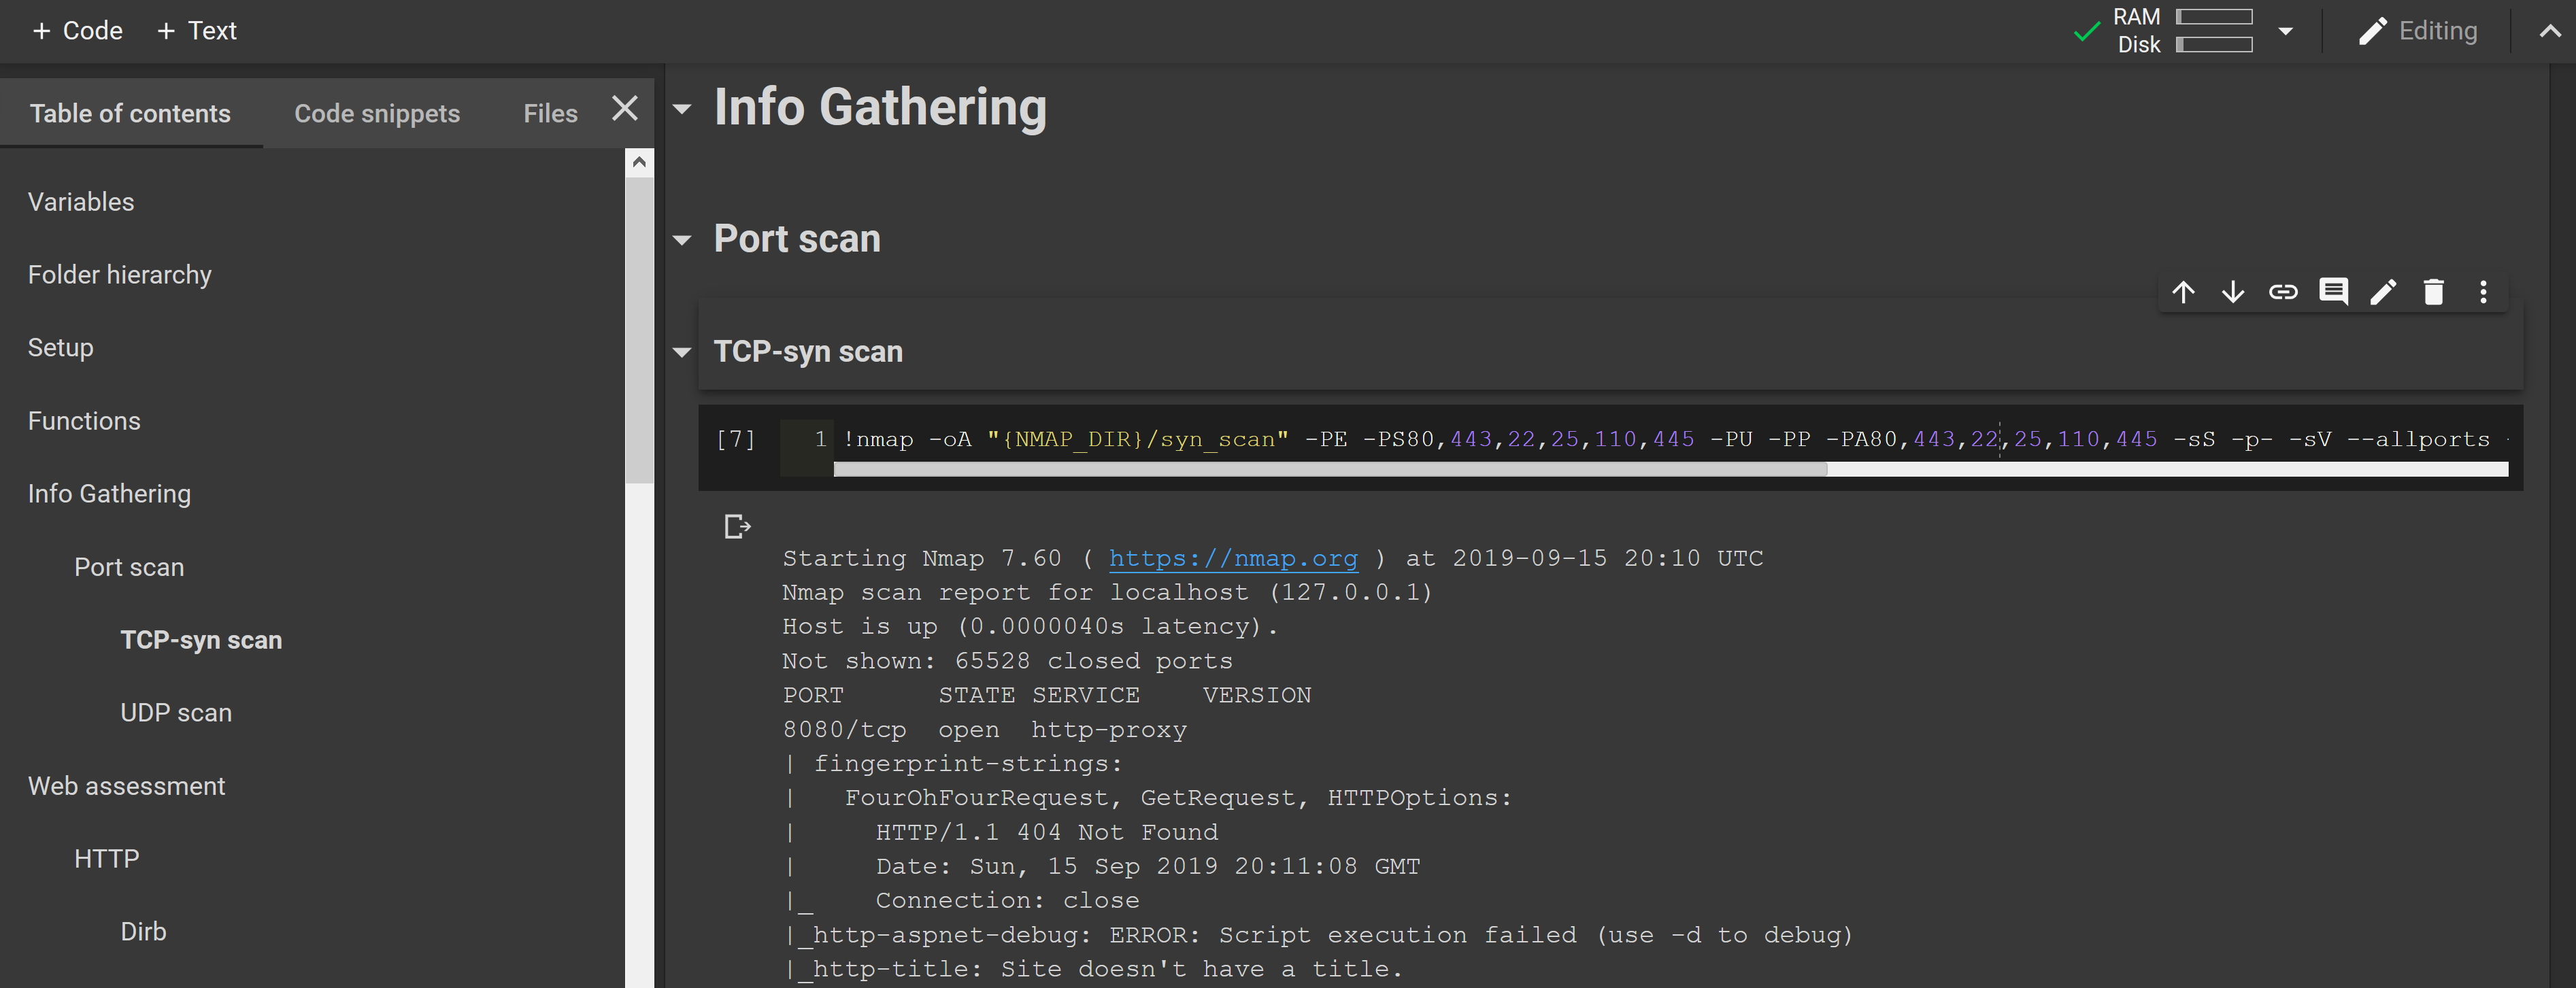 + Code + Text
RAM
Disk
Editing
Table of contents Code snippets Files
Variables
Folder hierarchy
Setup
Functions
Info Gathering
Port scan
TCP-syn scan
UDP scan
Web assessment
HTTP
Dirb
Info Gathering
Port scan
TCP-syn scan
[7] 1 !nmap -oA "{NMAP_DIR}/syn_scan" -PE -PS80,443,22,25,110,445 -PU -PP -PA80,443,22,25,110,445 -sS -p- -sV --allports
Starting Nmap 7.60 ( https://nmap.org ) at 2019-09-15 20:10 UTC
Nmap scan report for localhost (127.0.0.1)
Host is up (0.0000040s latency).
Not shown: 65528 closed ports
PORT      STATE SERVICE    VERSION
8080/tcp  open  http-proxy
| fingerprint-strings:
|   FourOhFourRequest, GetRequest, HTTPOptions:
|     HTTP/1.1 404 Not Found
|     Date: Sun, 15 Sep 2019 20:11:08 GMT
|_    Connection: close
|_http-aspnet-debug: ERROR: Script execution failed (use -d to debug)
|_http-title: Site doesn't have a title.